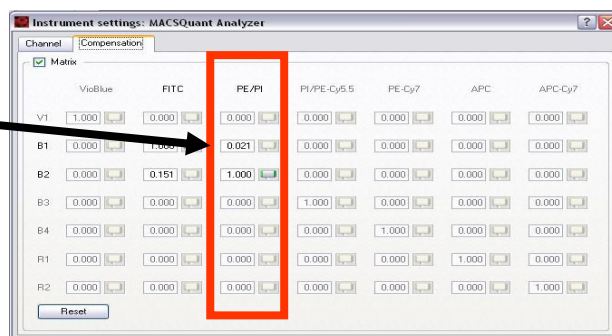 Instrument settings: MACSQuant Analyzer
Channel Compensation
Matrix
VioBlue FITC PE/PI PI/PE-Cy5.5 PE-Cy7 APC APC-Cy7
V1 1.000 0.000 0.000 0.000 0.000 0.000 0.000
B1 0.000 1.000 0.021 0.000 0.000 0.000 0.000
B2 0.000 0.151 1.000 0.000 0.000 0.000 0.000
B3 0.000 0.000 0.000 1.000 0.000 0.000 0.000
B4 0.000 0.000 0.000 0.000 1.000 0.000 0.000
R1 0.000 0.000 0.000 0.000 0.000 1.000 0.000
R2 0.000 0.000 0.000 0.000 0.000 0.000 1.000
Reset